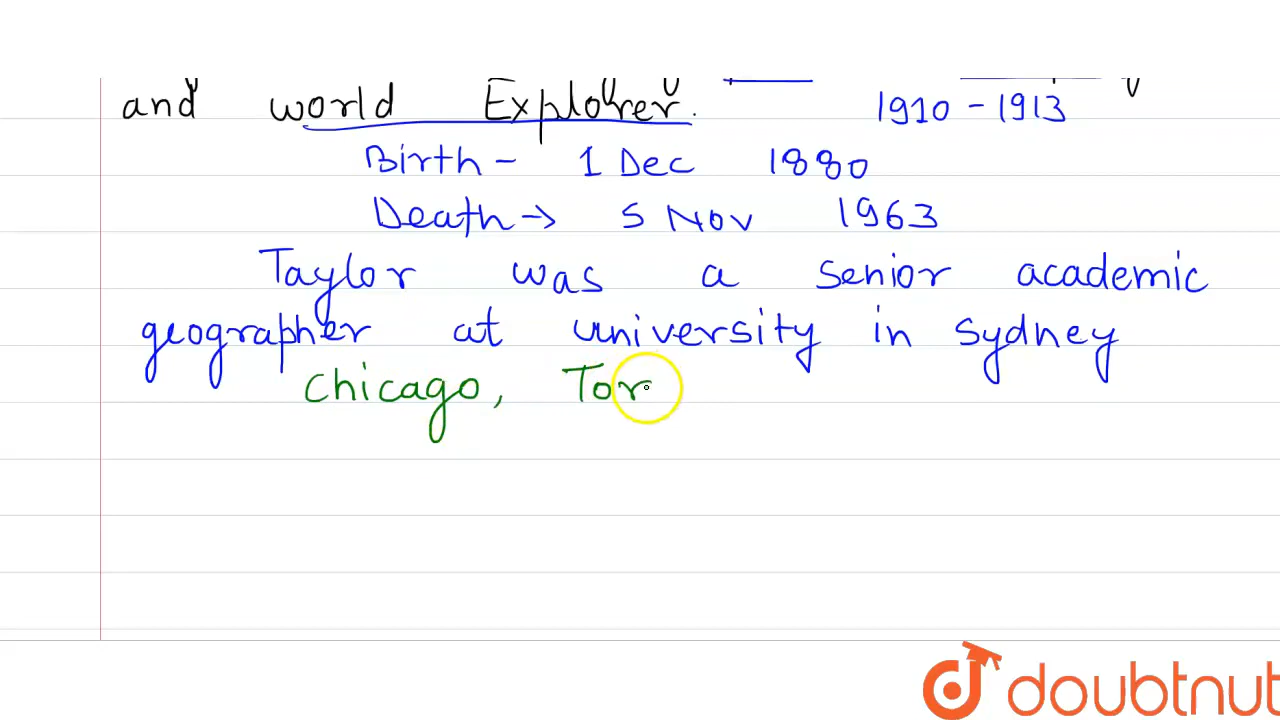 and world Explourer.
1910 - 1913
Birth - 1 Dec 1880
Death → 5 Nov 1963
Taylor was a senior academic
geographer at university in sydney
chicago, Tor
doubtnut